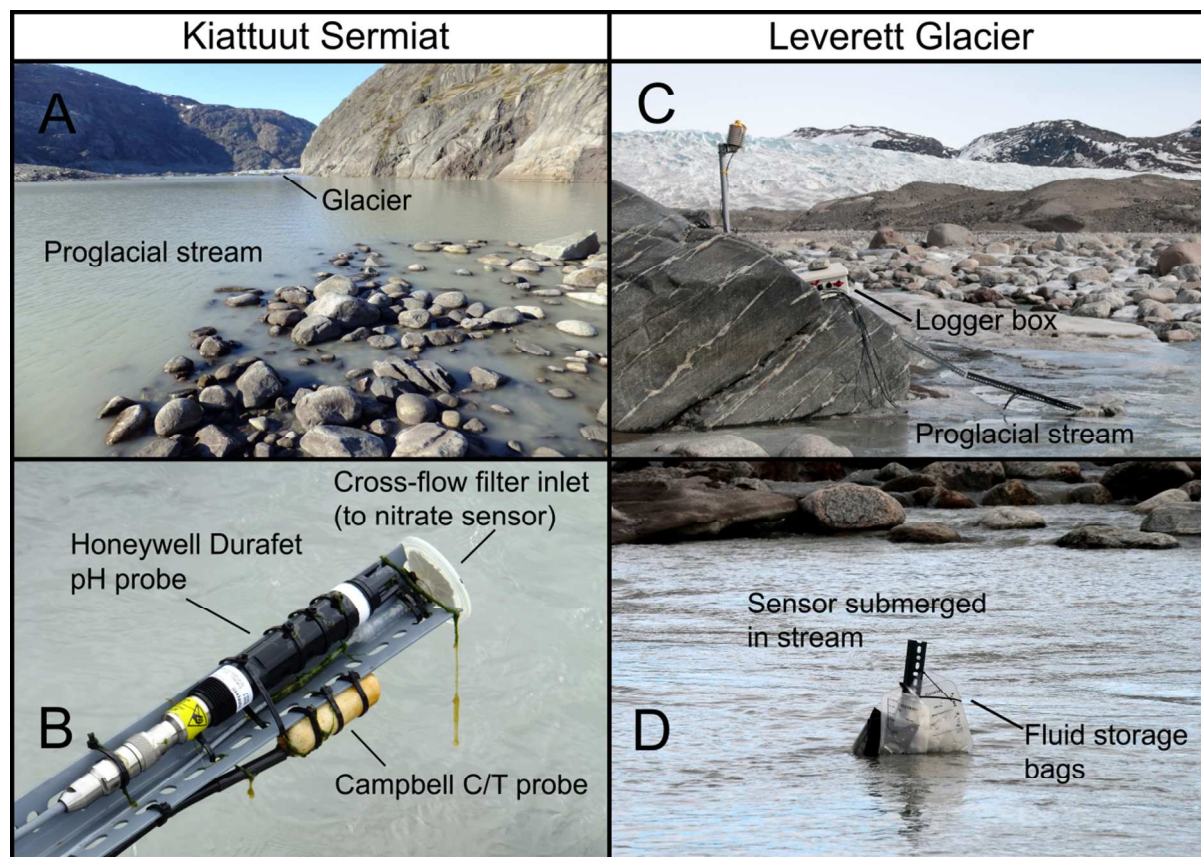 Kiattuut Sermiat
Leverett Glacier
A
Glacier
Proglacial stream
C
Logger box
Proglacial stream
Cross-flow filter inlet
(to nitrate sensor)
Honeywell Durafet
pH probe
B
Campbell C/T probe
Sensor submerged
in stream
D
Fluid storage
bags